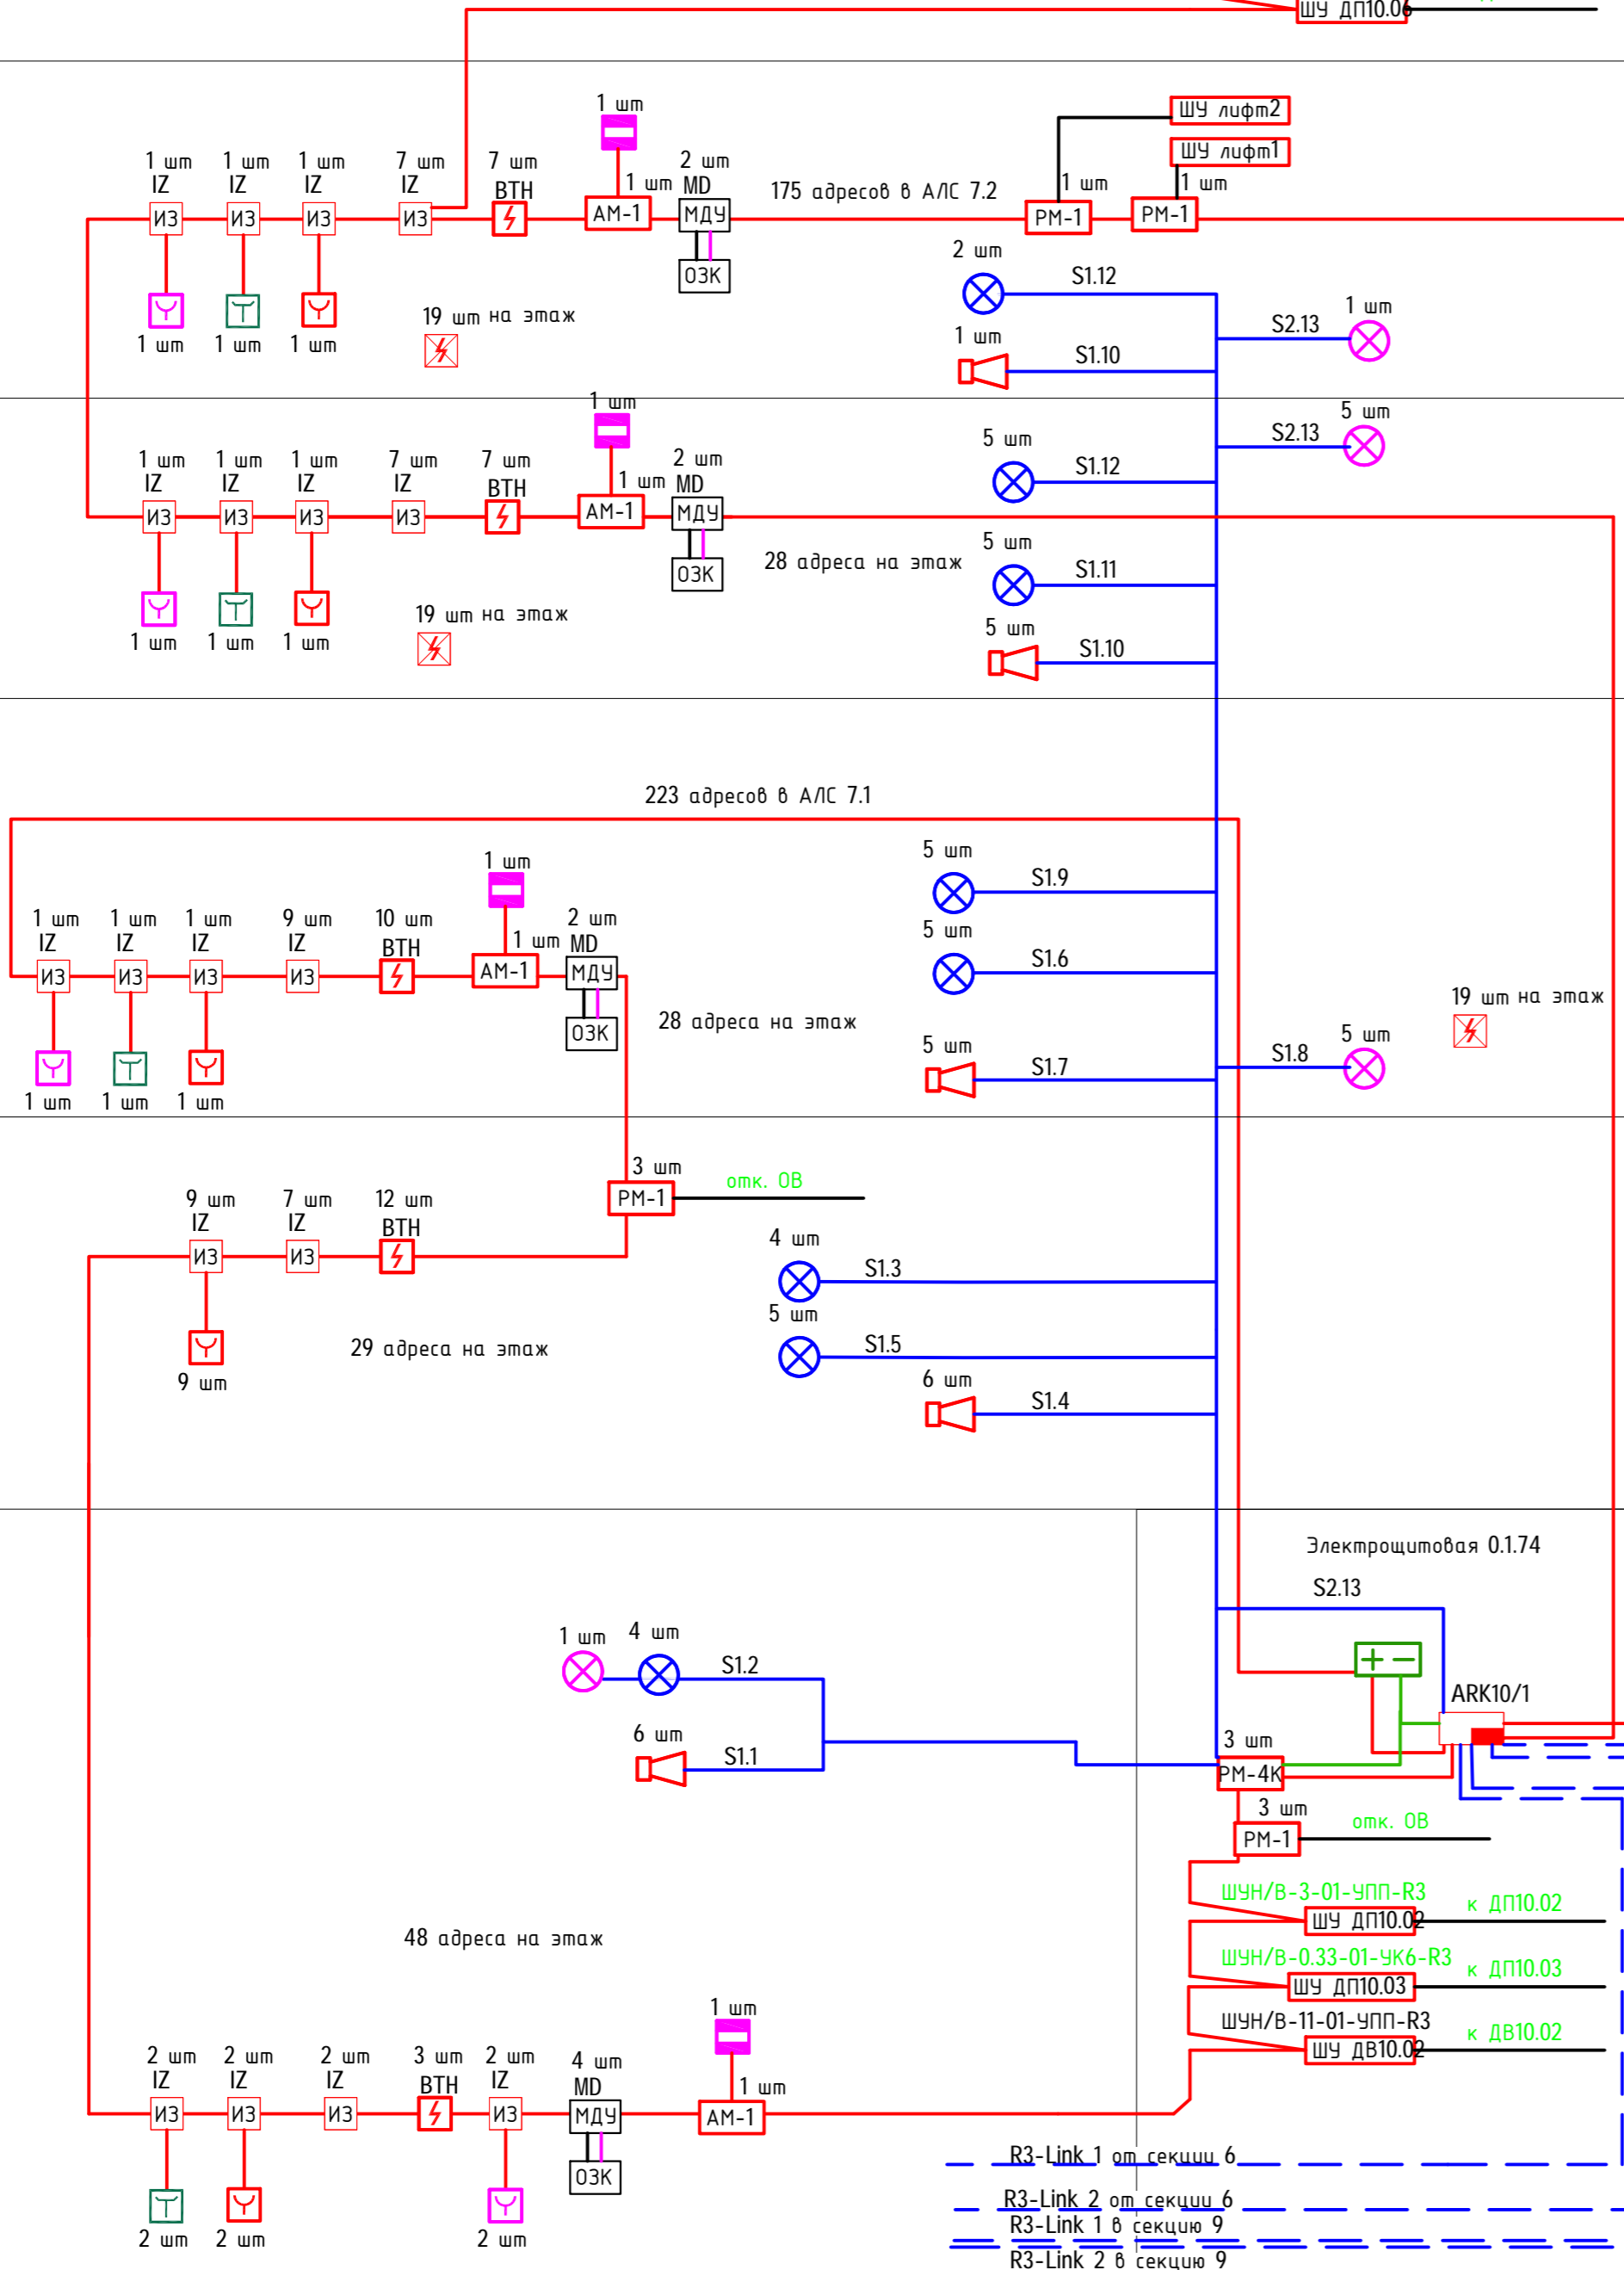 ШУ ДП10.06
1 шт
ШУ лифт2
ШУ лифт1
1 шт 1 шт 1 шт 7 шт 7 шт 2 шт
IZ IZ IZ IZ ВТН 1 шт MD
175 адресов в АЛС 7.2
1 шт 1 шт
ИЗ ИЗ ИЗ ИЗ АМ-1 МДУ РМ-1 РМ-1
ОЗК
2 шт S1.12
1 шт
S2.13
19 шт на этаж
1 шт 1 шт 1 шт
1 шт S1.10
1 шт
5 шт
S2.13
5 шт
S1.12
1 шт 1 шт 1 шт 7 шт 7 шт 2 шт
IZ IZ IZ IZ ВТН 1 шт MD
ИЗ ИЗ ИЗ ИЗ АМ-1 МДУ
ОЗК
28 адреса на этаж
5 шт
S1.11
19 шт на этаж
1 шт 1 шт 1 шт
5 шт
S1.10
223 адресов в АЛС 7.1
5 шт
S1.9
1 шт
1 шт 1 шт 1 шт 9 шт 10 шт 2 шт
IZ IZ IZ IZ ВТН 1 шт MD
ИЗ ИЗ ИЗ ИЗ АМ-1 МДУ
ОЗК
5 шт
S1.6
28 адреса на этаж
19 шт на этаж
5 шт
S1.7
5 шт
S1.8
1 шт 1 шт 1 шт
3 шт
РМ-1
отк. ОВ
9 шт 7 шт 12 шт
IZ IZ ВТН
ИЗ ИЗ
4 шт
S1.3
5 шт
S1.5
29 адреса на этаж
9 шт
6 шт
S1.4
Электрощитовая 0.1.74
S2.13
1 шт 4 шт
S1.2
+ −
ARK10/1
6 шт
S1.1
3 шт
РМ-4К
3 шт
РМ-1
отк. ОВ
ШУН/В-3-01-УПП-R3
к ДП10.02
ШУ ДП10.02
48 адреса на этаж
ШУН/В-0.33-01-УК6-R3
к ДП10.03
ШУ ДП10.03
ШУН/В-11-01-УПП-R3
к ДВ10.02
ШУ ДВ10.02
1 шт
2 шт 2 шт 2 шт 3 шт 2 шт 4 шт
IZ IZ IZ ВТН IZ MD 1 шт
ИЗ ИЗ ИЗ ИЗ МДУ АМ-1
ОЗК
2 шт 2 шт 2 шт
R3-Link 1 от секции 6
R3-Link 2 от секции 6
R3-Link 1 в секцию 9
R3-Link 2 в секцию 9